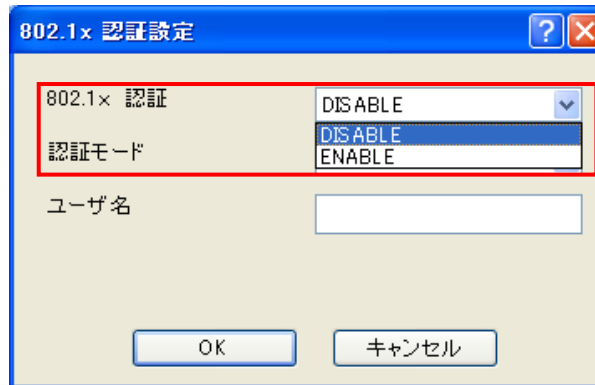 802.1x 認証設定
802.1x 認証 DISABLE
DISABLE
認証モード ENABLE
ユーザ名
OK キャンセル